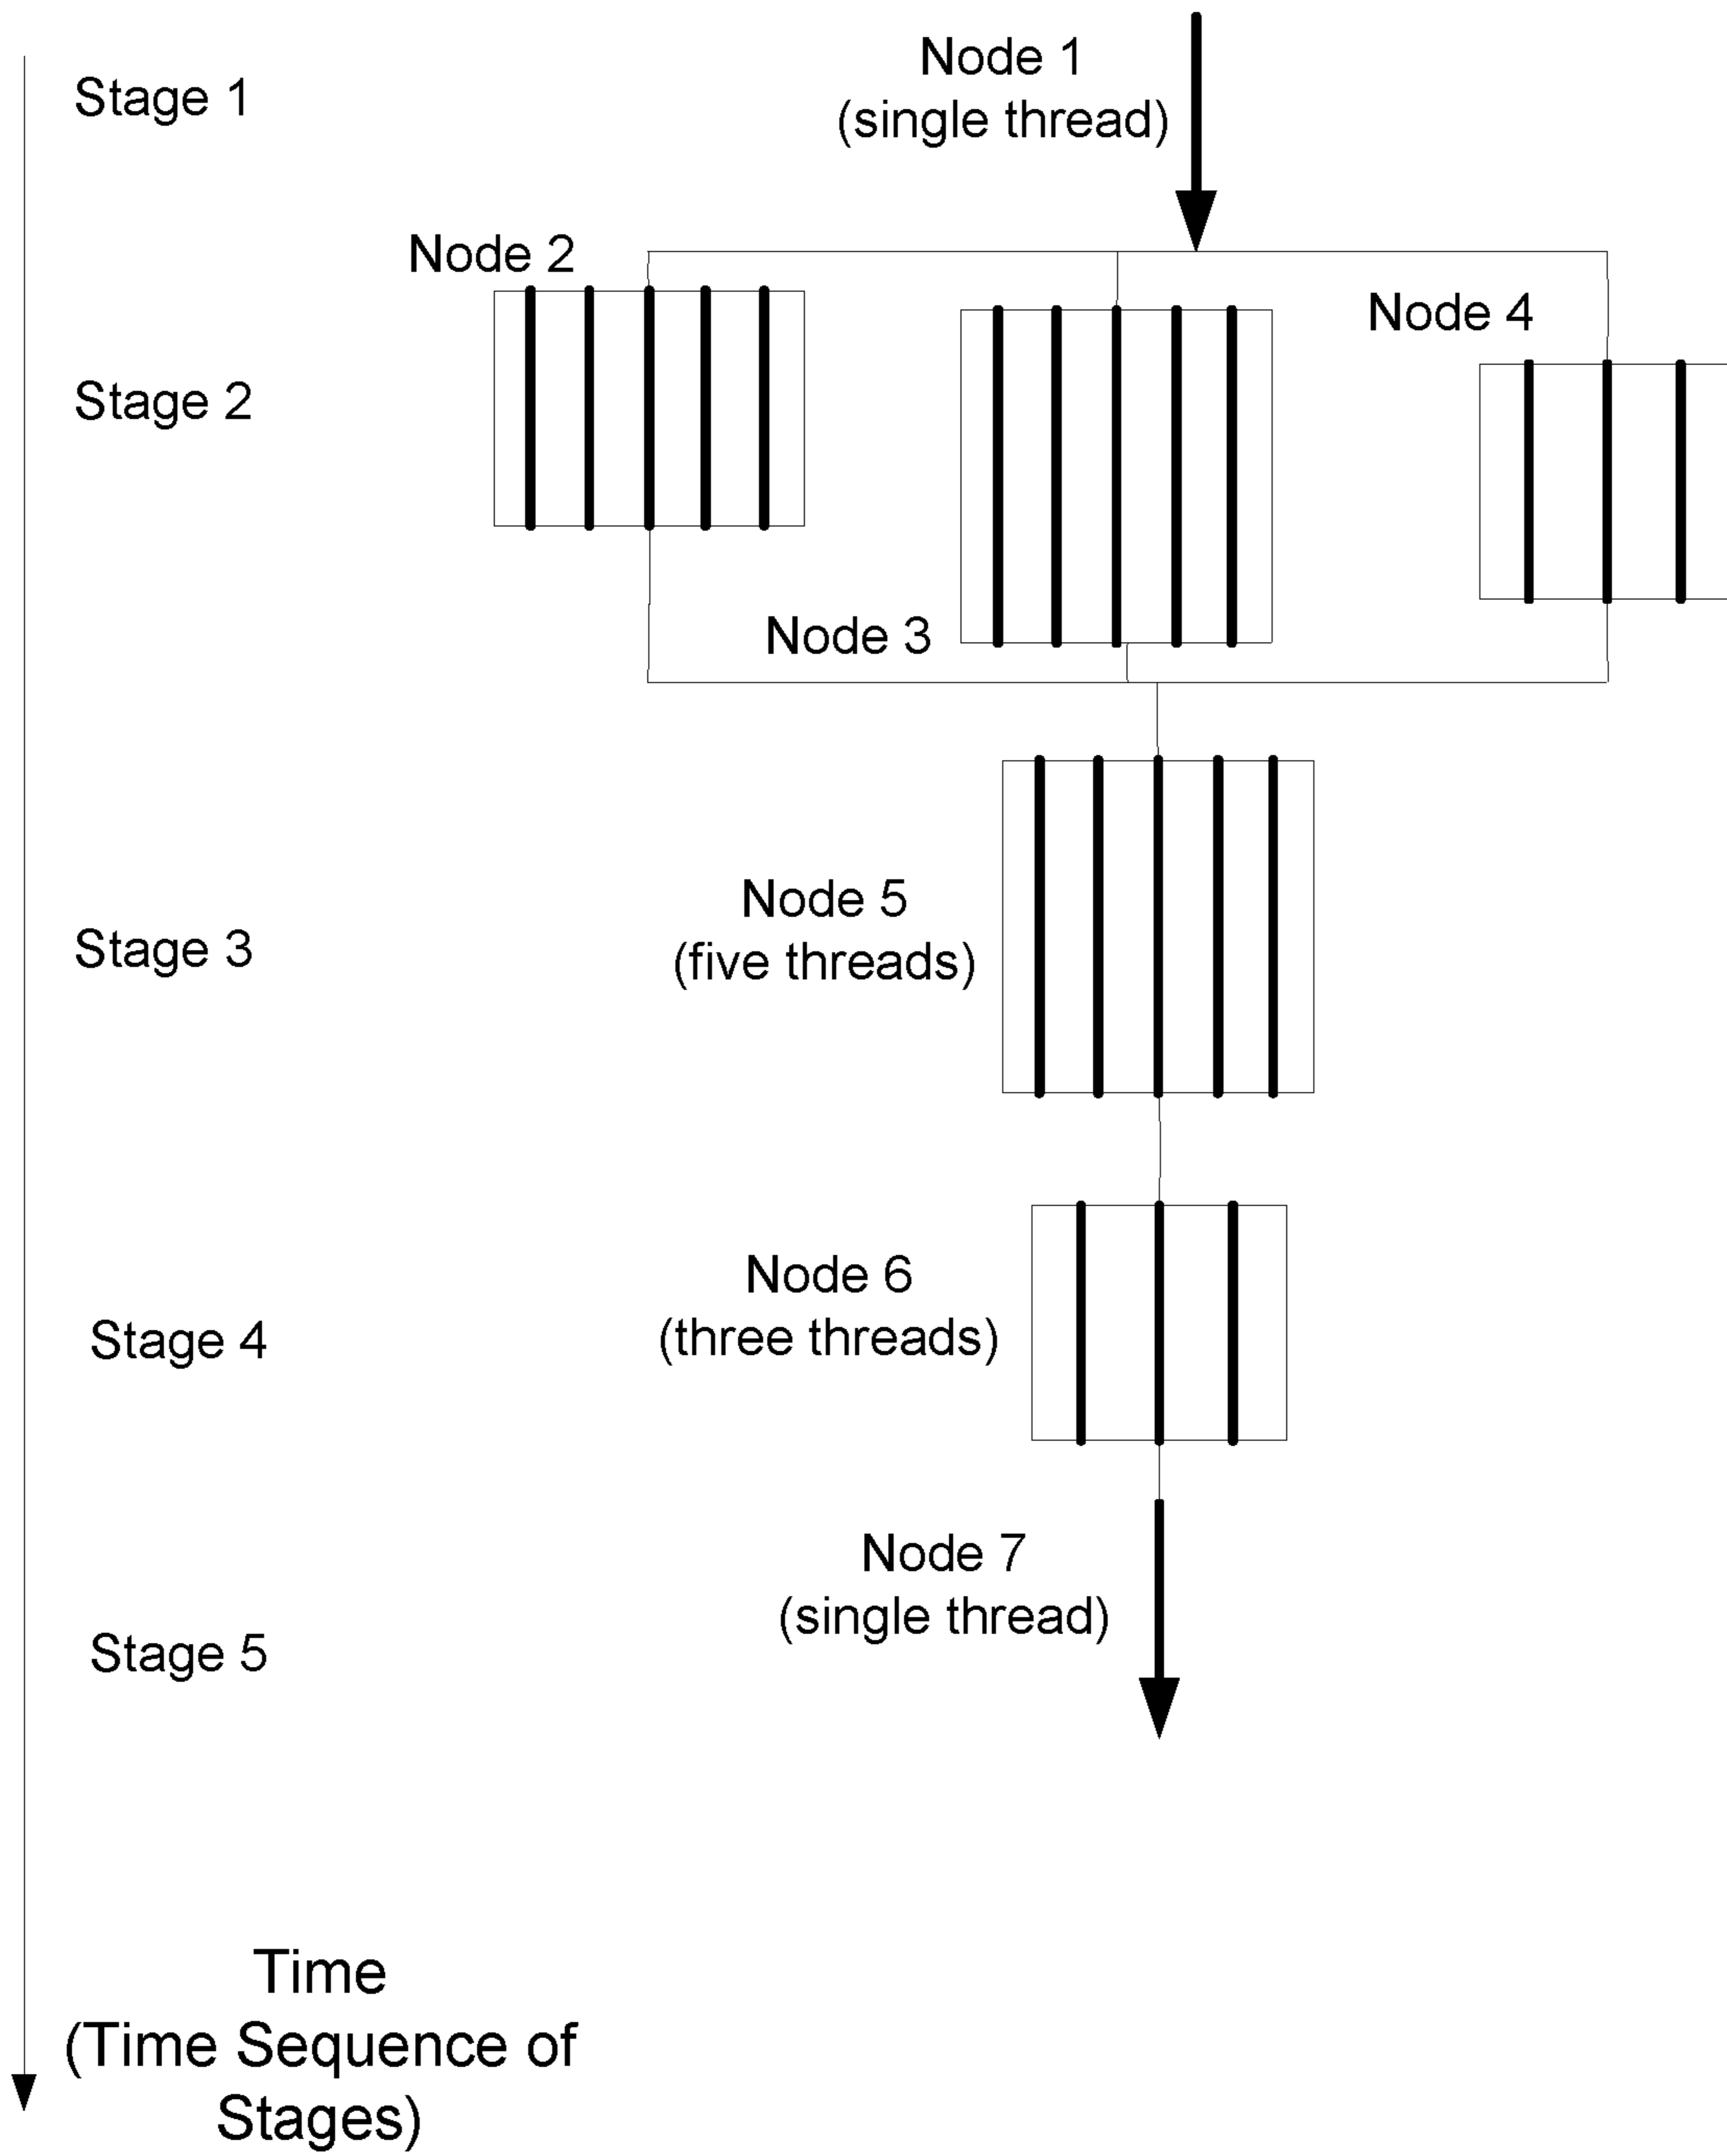 Node 1
(single thread)
Stage 1
Node 2
Node 4
Stage 2
Node 3
Node 5
(five threads)
Stage 3
Node 6
(three threads)
Stage 4
Node 7
(single thread)
Stage 5
Time
(Time Sequence of
Stages)